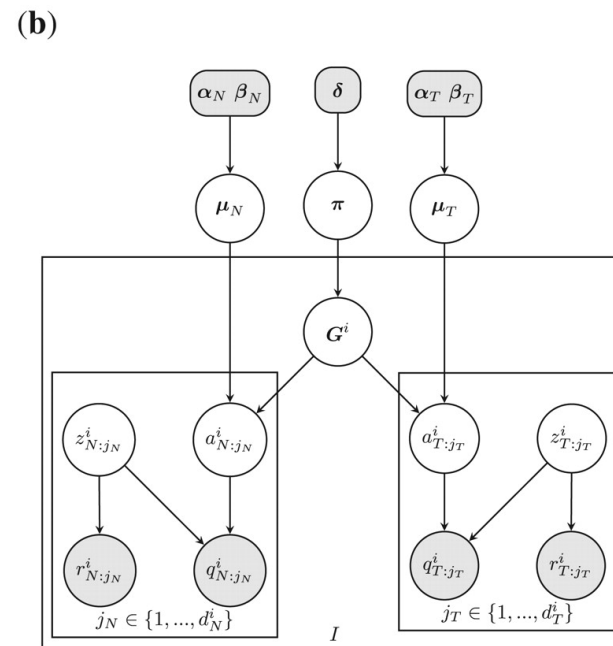 (b)
α_N β_N δ α_T β_T
μ_N π μ_T
G^i
z^i_{N:j_N} a^i_{N:j_N} a^i_{T:j_T} z^i_{T:j_T}
r^i_{N:j_N} q^i_{N:j_N} q^i_{T:j_T} r^i_{T:j_T}
j_N ∈ {1, ..., d^i_N} j_T ∈ {1, ..., d^i_T}
I